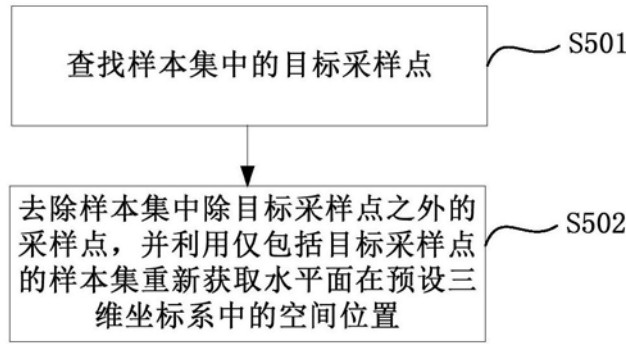 查找样本集中的目标采样点
S501
去除样本集中除目标采样点之外的
采样点，并利用仅包括目标采样点
的样本集重新获取水平面在预设三
维坐标系中的空间位置
S502